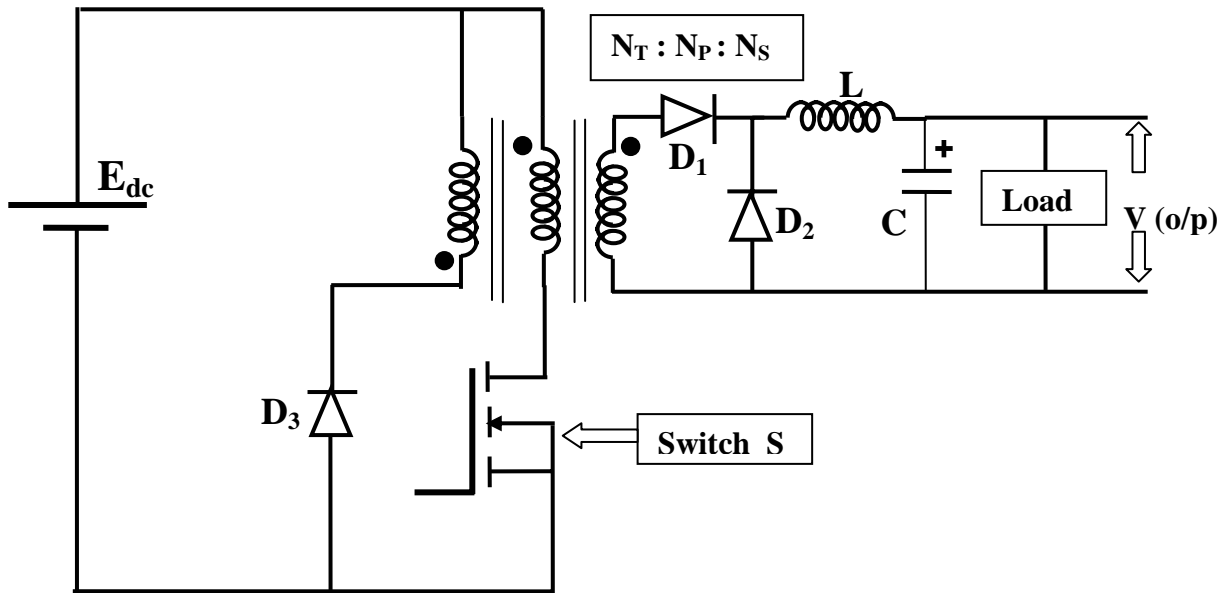 N_T : N_P : N_S
L
D_1
+
E_dc
D_2
C
Load
V (o/p)
D_3
Switch S